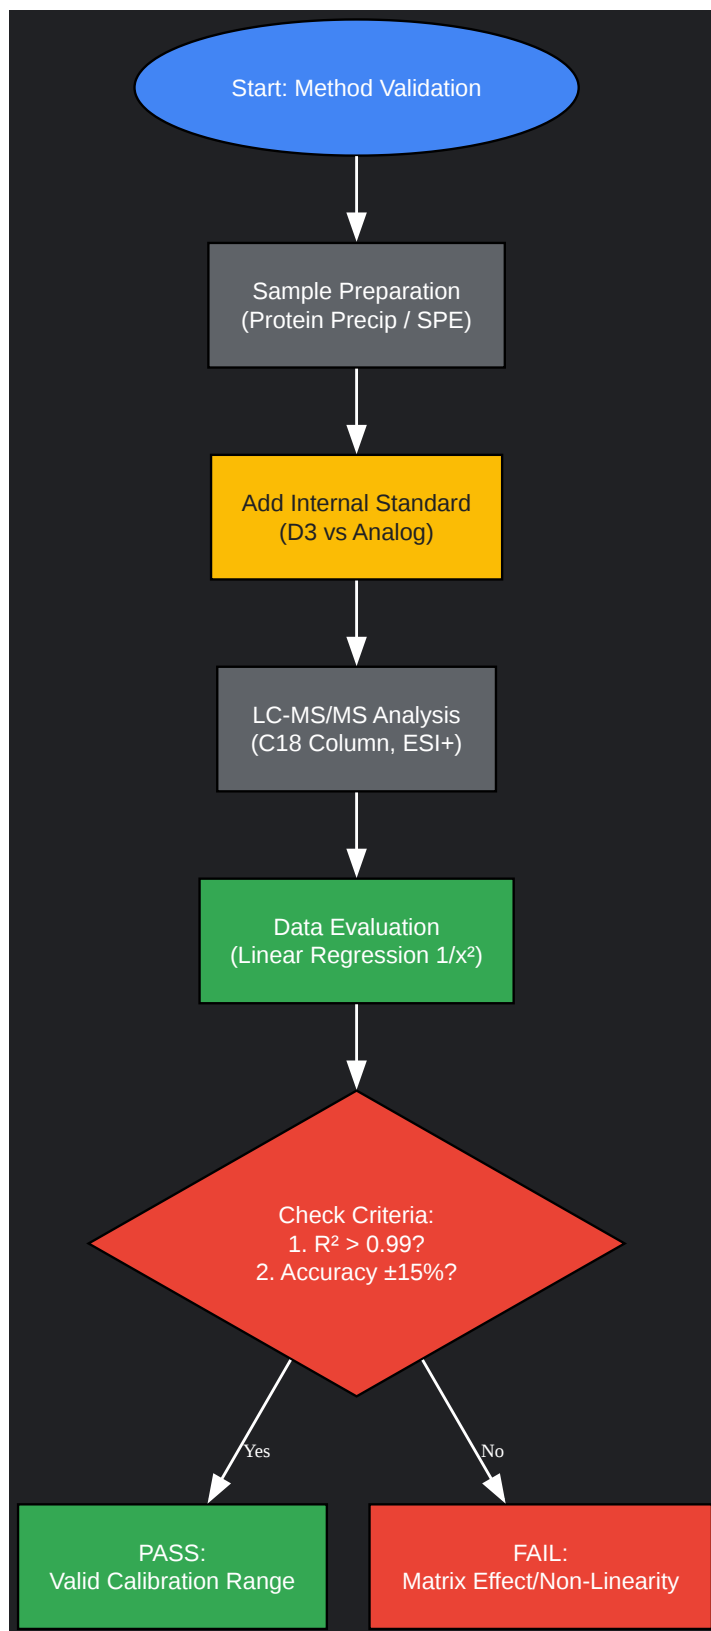 Start: Method Validation
Sample Preparation
(Protein Precip / SPE)
Add Internal Standard
(D3 vs Analog)
LC-MS/MS Analysis
(C18 Column, ESI+)
Data Evaluation
(Linear Regression 1/x²)
Check Criteria:
1. R² > 0.99?
2. Accuracy ±15%?
Yes
No
PASS:
Valid Calibration Range
FAIL:
Matrix Effect/Non-Linearity